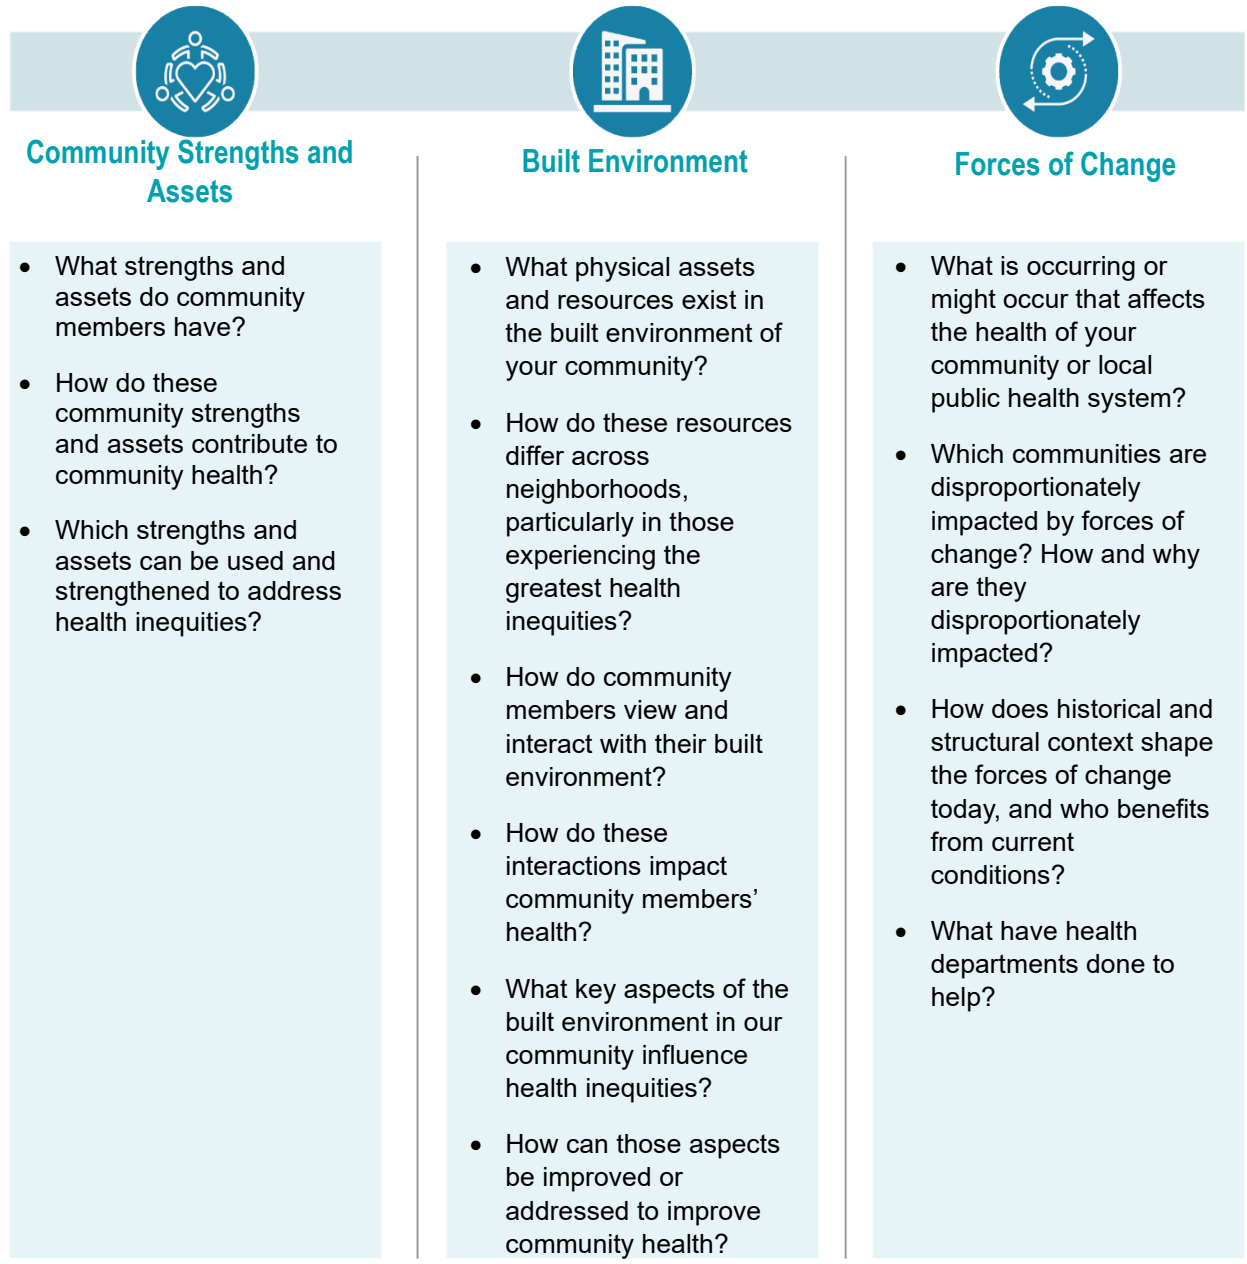 Community Strengths and
Assets
• What strengths and
assets do community
members have?
• How do these
community strengths
and assets contribute to
community health?
• Which strengths and
assets can be used and
strengthened to address
health inequities?
Built Environment
• What physical assets
and resources exist in
the built environment of
your community?
• How do these resources
differ across
neighborhoods,
particularly in those
experiencing the
greatest health
inequities?
• How do community
members view and
interact with their built
environment?
• How do these
interactions impact
community members’
health?
• What key aspects of the
built environment in our
community influence
health inequities?
• How can those aspects
be improved or
addressed to improve
community health?
Forces of Change
• What is occurring or
might occur that affects
the health of your
community or local
public health system?
• Which communities are
disproportionately
impacted by forces of
change? How and why
are they
disproportionately
impacted?
• How does historical and
structural context shape
the forces of change
today, and who benefits
from current
conditions?
• What have health
departments done to
help?